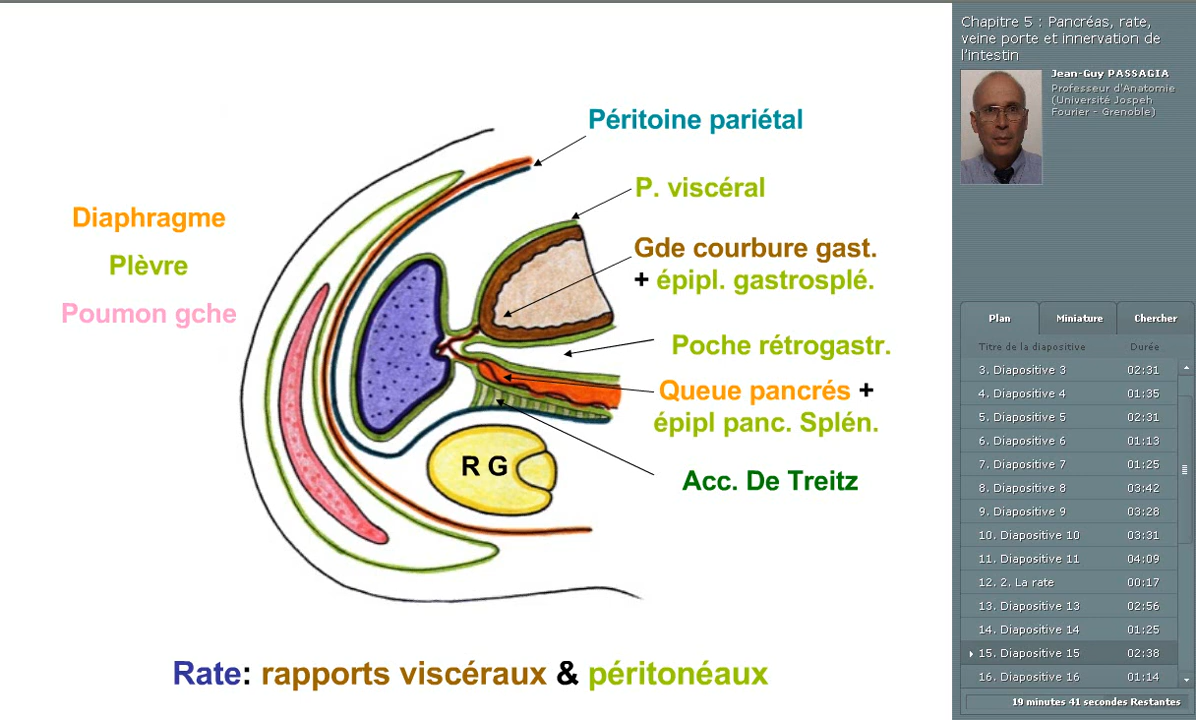 Péritoine pariétal
P. viscéral
Diaphragme
Plèvre
Poumon gche
Gde courbure gast.
+ épipl. gastrosplé.
Poche rétrogastr.
Queue pancrés +
épipl panc. Splén.
R G
Acc. De Treitz
Rate: rapports viscéraux & péritonéaux
Chapitre 5 : Pancréas, rate,
veine porte et innervation de
l'intestin
Jean-Guy PASSAGIA
Professeur d'Anatomie
(Université Jospeh
Fourier - Grenoble)
Plan Miniature Chercher
Titre de la diapositive Durée
3. Diapositive 3 02:31
4. Diapositive 4 01:35
5. Diapositive 5 02:31
6. Diapositive 6 01:13
7. Diapositive 7 01:25
8. Diapositive 8 03:42
9. Diapositive 9 03:28
10. Diapositive 10 03:31
11. Diapositive 11 04:09
12. 2. La rate 00:17
13. Diapositive 13 02:56
14. Diapositive 14 01:25
15. Diapositive 15 02:38
16. Diapositive 16 01:14
19 minutes 41 secondes Restantes